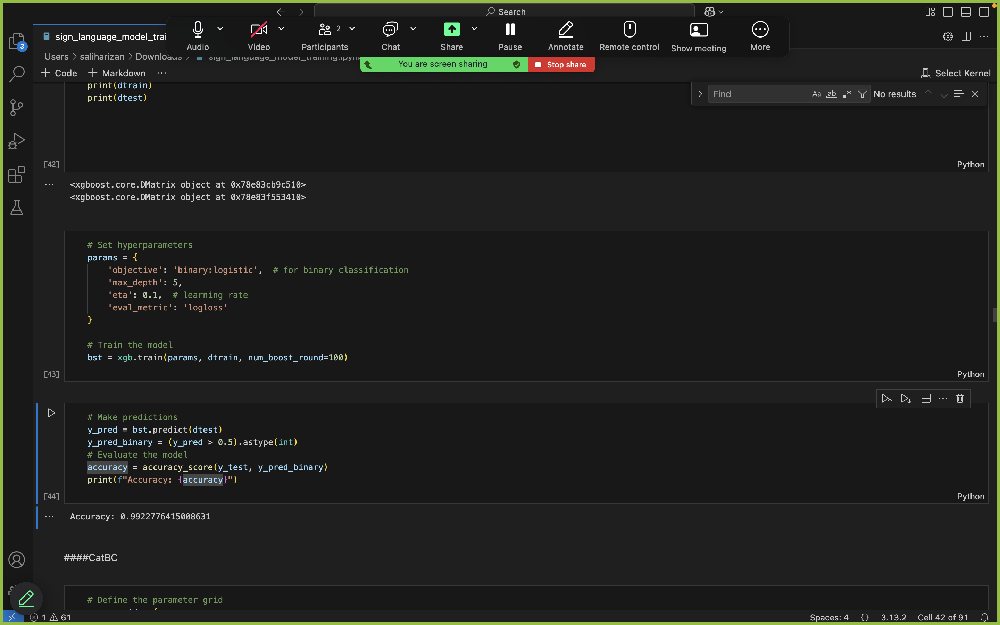 Search
sign_language_model_trai
Audio
Video
2
Participants
Chat
Share
Pause
Annotate
Remote control
Show meeting
More
3
Users > saliharizan > Downloads > sign_language_model_training.ipynb
You are screen sharing
Stop share
+ Code + Markdown ...
Select Kernel
Find
Aa
ab
.*
No results
print(dtrain)
print(dtest)
[42]
Python
... <xgboost.core.DMatrix object at 0x78e83cb9c510>
<xgboost.core.DMatrix object at 0x78e83f553410>
# Set hyperparameters
params = {
    'objective': 'binary:logistic',  # for binary classification
    'max_depth': 5,
    'eta': 0.1,  # learning rate
    'eval_metric': 'logloss'
}
# Train the model
bst = xgb.train(params, dtrain, num_boost_round=100)
[43]
Python
# Make predictions
y_pred = bst.predict(dtest)
y_pred_binary = (y_pred > 0.5).astype(int)
# Evaluate the model
accuracy = accuracy_score(y_test, y_pred_binary)
print(f"Accuracy: {accuracy}")
[44]
Python
... Accuracy: 0.9922776415008631
####CatBC
# Define the parameter grid
1 61
Spaces: 4 {} 3.13.2 Cell 42 of 91